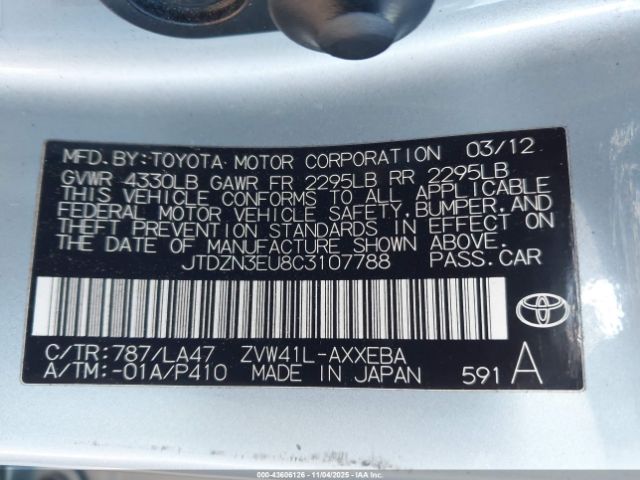 MFD.BY:TOYOTA MOTOR CORPORATION 03/12
GVWR 4330LB GAWR FR 2295LB RR 2295LB
THIS VEHICLE CONFORMS TO ALL APPLICABLE
FEDERAL MOTOR VEHICLE SAFETY,BUMPER,AND
THEFT PREVENTION STANDARDS IN EFFECT ON
THE DATE OF MANUFACTURE SHOWN ABOVE.
JTDZN3EU8C3107788 PASS.CAR
C/TR:787/LA47 ZVW41L-AXXEBA
A/TM:-01A/P410 MADE IN JAPAN 591 A
TOYOTA
000-43606126 - 11/04/2025 - IAAI.COM